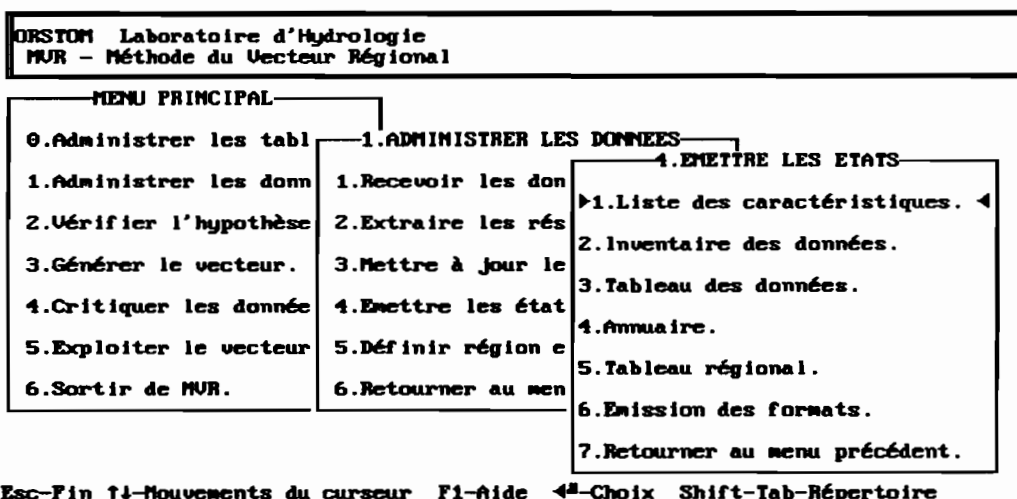 ORSTOM Laboratoire d'Hydrologie
MVR – Méthode du Vecteur Régional
MENU PRINCIPAL
0.Administrer les tabl
1.Administrer les donn
2.Vérifier l'hypothèse
3.Générer le vecteur.
4.Critiquer les donnée
5.Exploiter le vecteur
6.Sortir de MVR.
1.ADMINISTRER LES DONNEES
1.Recevoir les don
2.Extraire les rés
3.Mettre à jour le
4.Emettre les état
5.Définir région e
6.Retourner au men
4.EMETTRE LES ETATS
▶1.Liste des caractéristiques. ◀
2.Inventaire des données.
3.Tableau des données.
4.Annuaire.
5.Tableau régional.
6.Emission des formats.
7.Retourner au menu précédent.
Esc-Fin ↑↓-Mouvements du curseur F1-Aide ◄┘-Choix Shift-Tab-Répertoire